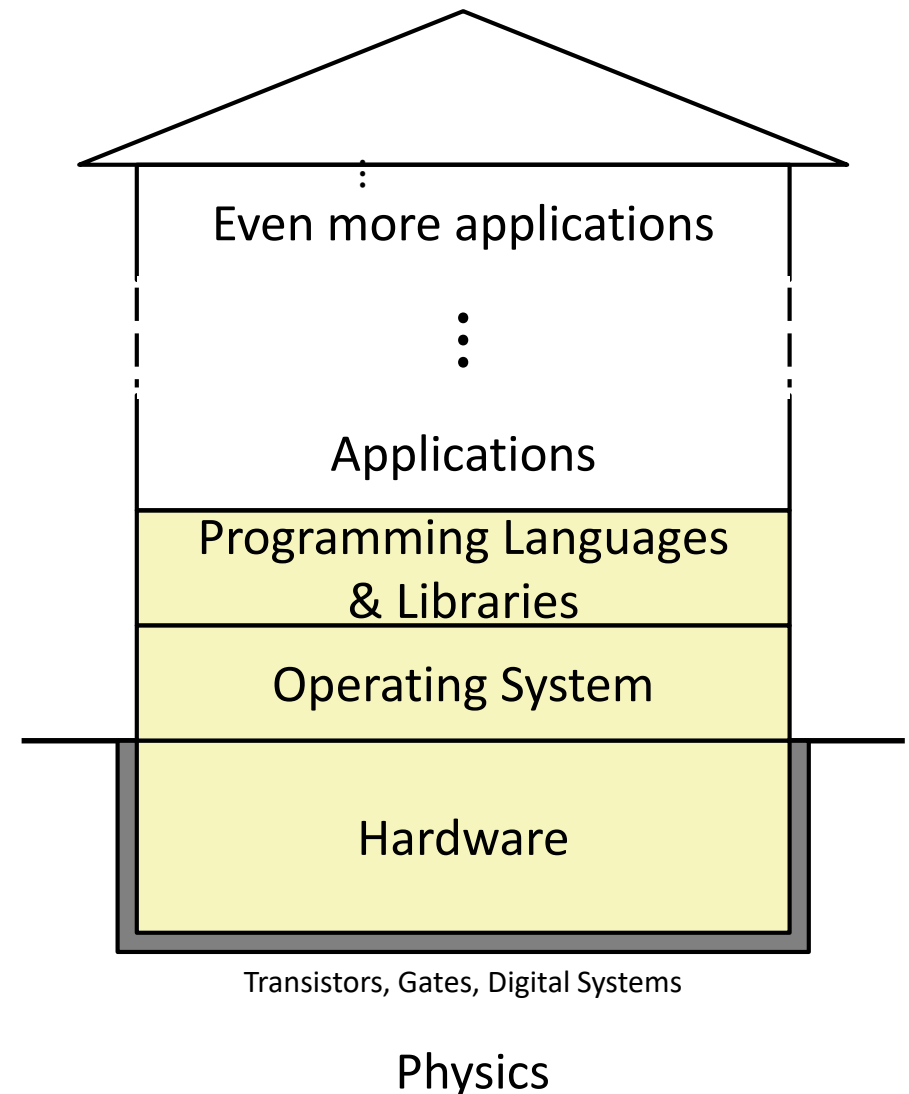 Even more applications
Applications
Programming Languages
& Libraries
Operating System
Hardware
Transistors, Gates, Digital Systems
Physics